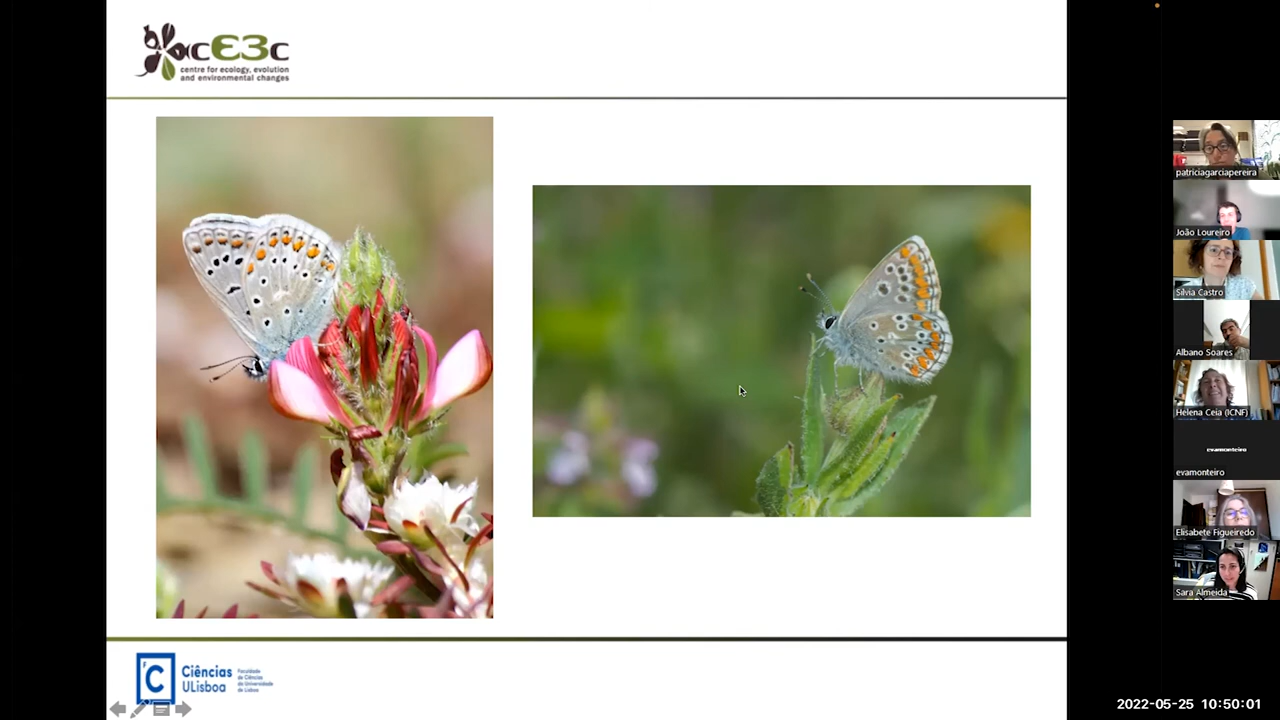 cE3c
centre for ecology, evolution
and environmental changes
patriciagarciapereira
João Loureiro
Sílvia Castro
Albano Soares
Helena Ceia (ICNF)
evamonteiro
evamonteiro
Elisabete Figueiredo
Sara Almeida
Ciências
ULisboa
Faculdade
de Ciências
da Universidade
de Lisboa
2022-05-25 10:50:01